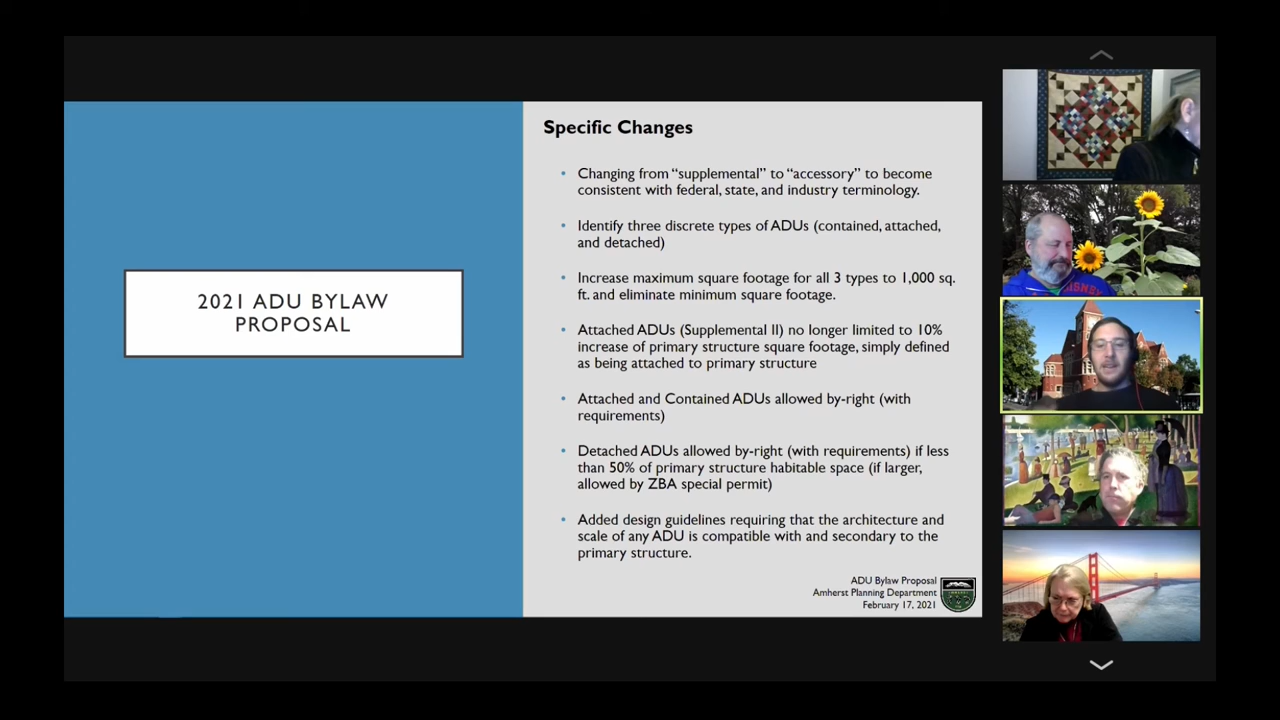 2021 ADU BYLAW
PROPOSAL
Specific Changes
• Changing from “supplemental” to “accessory” to become
consistent with federal, state, and industry terminology.
• Identify three discrete types of ADUs (contained, attached,
and detached)
• Increase maximum square footage for all 3 types to 1,000 sq.
ft. and eliminate minimum square footage.
• Attached ADUs (Supplemental II) no longer limited to 10%
increase of primary structure square footage, simply defined
as being attached to primary structure
• Attached and Contained ADUs allowed by-right (with
requirements)
• Detached ADUs allowed by-right (with requirements) if less
than 50% of primary structure habitable space (if larger,
allowed by ZBA special permit)
• Added design guidelines requiring that the architecture and
scale of any ADU is compatible with and secondary to the
primary structure.
ADU Bylaw Proposal
Amherst Planning Department
February 17, 2021